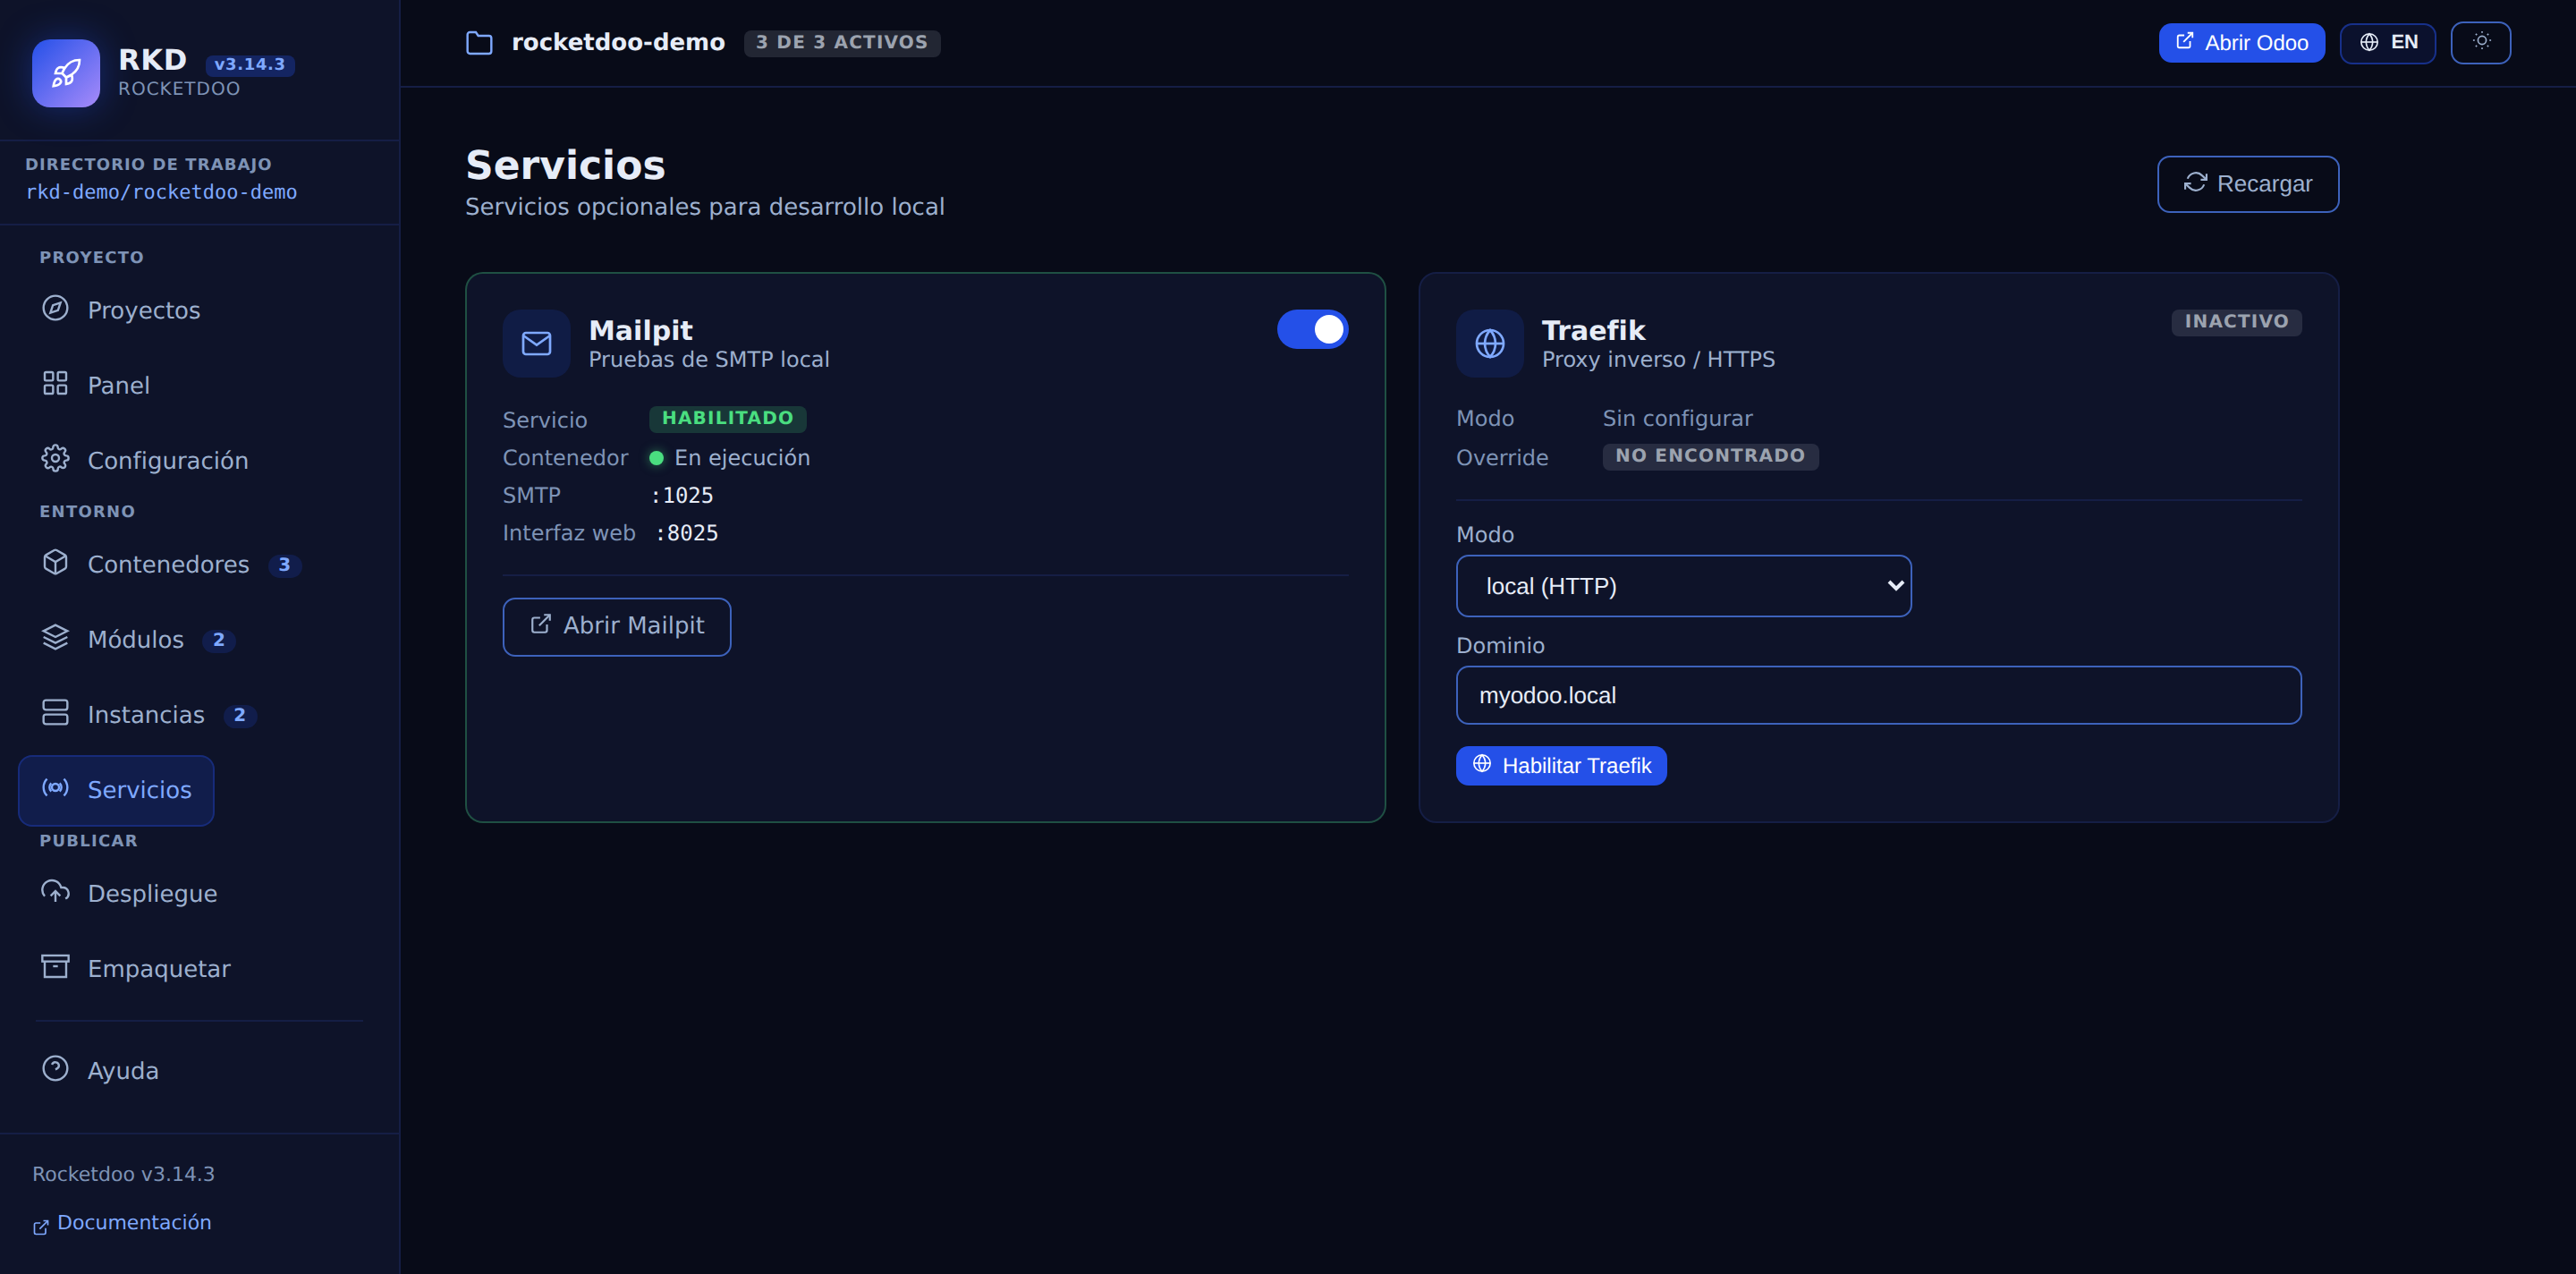 RKD v3.14.3
ROCKETDOO
DIRECTORIO DE TRABAJO
rkd-demo/rocketdoo-demo
PROYECTO
Proyectos
Panel
Configuración
ENTORNO
Contenedores 3
Módulos 2
Instancias 2
Servicios
PUBLICAR
Despliegue
Empaquetar
Ayuda
Rocketdoo v3.14.3
Documentación
rocketdoo-demo 3 DE 3 ACTIVOS
Abrir Odoo
EN
Servicios
Servicios opcionales para desarrollo local
Recargar
Mailpit
Pruebas de SMTP local
Servicio HABILITADO
Contenedor En ejecución
SMTP :1025
Interfaz web :8025
Abrir Mailpit
Traefik
Proxy inverso / HTTPS
INACTIVO
Modo Sin configurar
Override NO ENCONTRADO
Modo
local (HTTP)
Dominio
myodoo.local
Habilitar Traefik